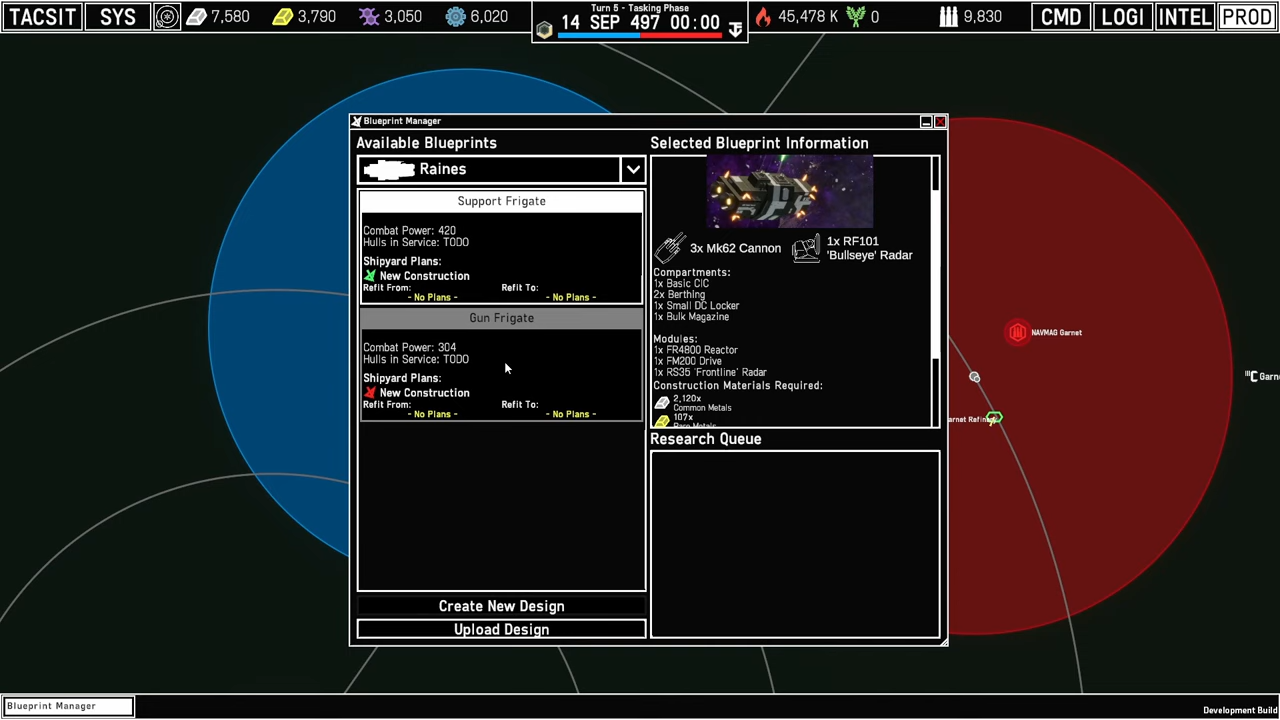 TACSIT SYS 7,580 3,790 3,050 6,020
Turn 5 - Tasking Phase
14 SEP 497 00:00
45,478 K 0 9,830 CMD LOGI INTEL PROD
Blueprint Manager
Available Blueprints
Raines
Support Frigate
Combat Power: 420
Hulls in Service: TODO
Shipyard Plans:
New Construction
Refit From: Refit To:
- No Plans - - No Plans -
Gun Frigate
Combat Power: 304
Hulls in Service: TODO
Shipyard Plans:
New Construction
Refit From: Refit To:
- No Plans - - No Plans -
Create New Design
Upload Design
Selected Blueprint Information
3x Mk62 Cannon
1x RF101
'Bullseye' Radar
Compartments:
1x Basic CIC
2x Berthing
1x Small DC Locker
1x Bulk Magazine
Modules:
1x FR4800 Reactor
1x FM200 Drive
1x RS35 'Frontline' Radar
Construction Materials Required:
2,120x
Common Metals
107x
Rare Metals
Research Queue
NAVMAG Garnet
Garn
Blueprint Manager
Development Build